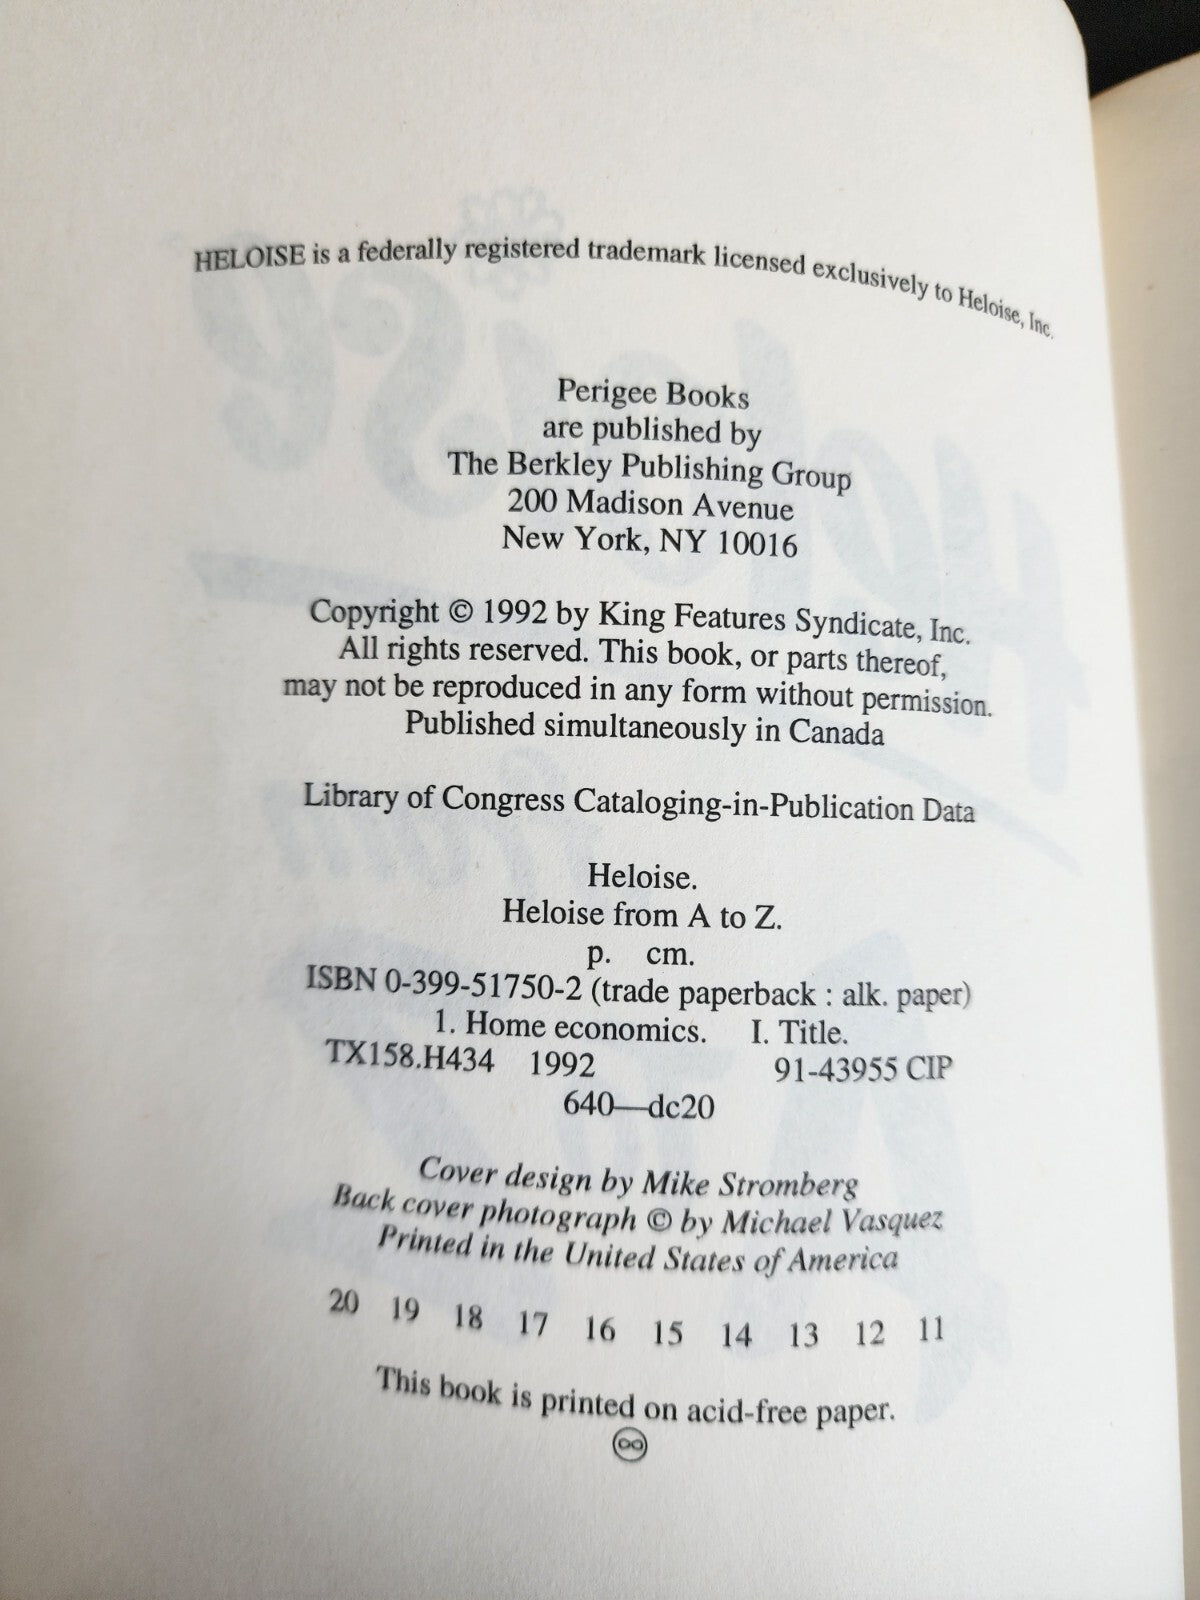 HELOISE is a federally registered trademark licensed exclusively to Heloise, Inc.
Perigee Books
are published by
The Berkley Publishing Group
200 Madison Avenue
New York, NY 10016
Copyright © 1992 by King Features Syndicate, Inc.
All rights reserved. This book, or parts thereof,
may not be reproduced in any form without permission.
Published simultaneously in Canada
Library of Congress Cataloging-in-Publication Data
Heloise.
Heloise from A to Z.
p. cm.
ISBN 0-399-51750-2 (trade paperback : alk. paper)
1. Home economics. I. Title.
TX158.H434 1992 91-43955 CIP
640—dc20
Cover design by Mike Stromberg
Back cover photograph © by Michael Vasquez
Printed in the United States of America
20 19 18 17 16 15 14 13 12 11
This book is printed on acid-free paper.